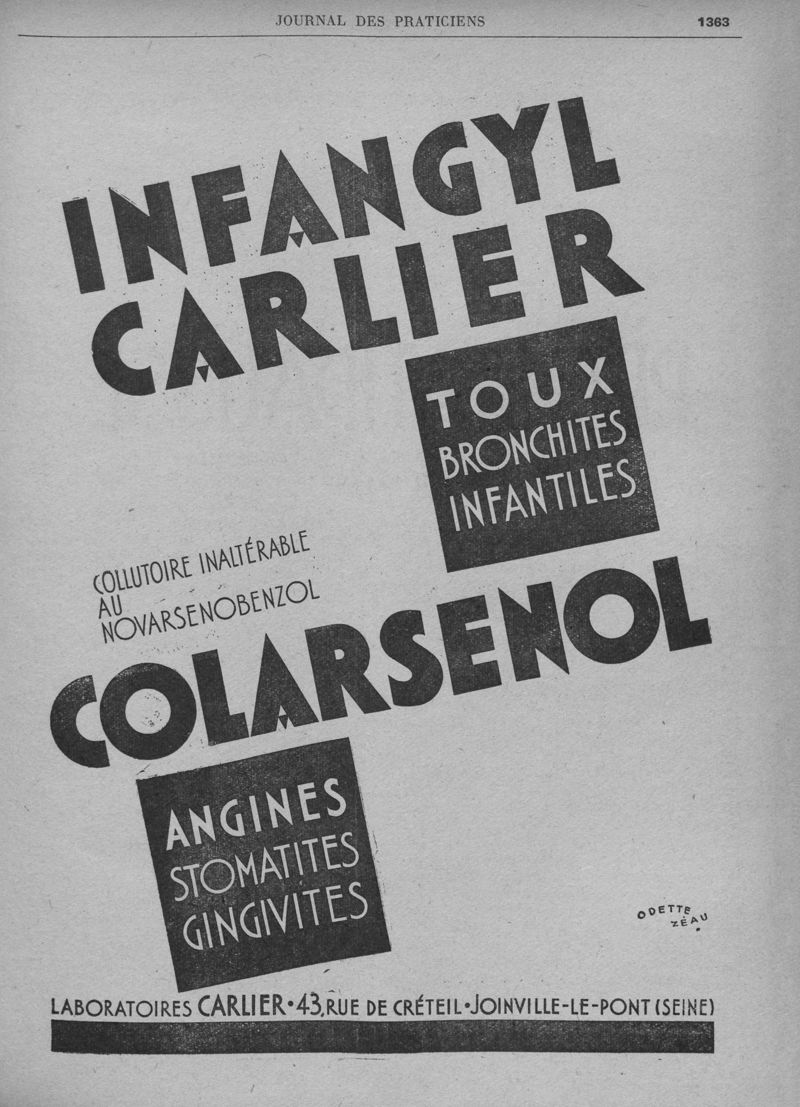 JOURNAL DES PRATICIENS
1363
INFANGYL
CARLIER
TOUX
BRONCHITES
INFANTILES
COLLUTOIRE INALTÉRABLE
AU
NOVARSENOBENZOL
COLARSENOL
ANGINES
STOMATITES
GINGIVITES
ODETTE
ZÉAU
LABORATOIRES CARLIER • 43, RUE DE CRÉTEIL • JOINVILLE-LE-PONT (SEINE)